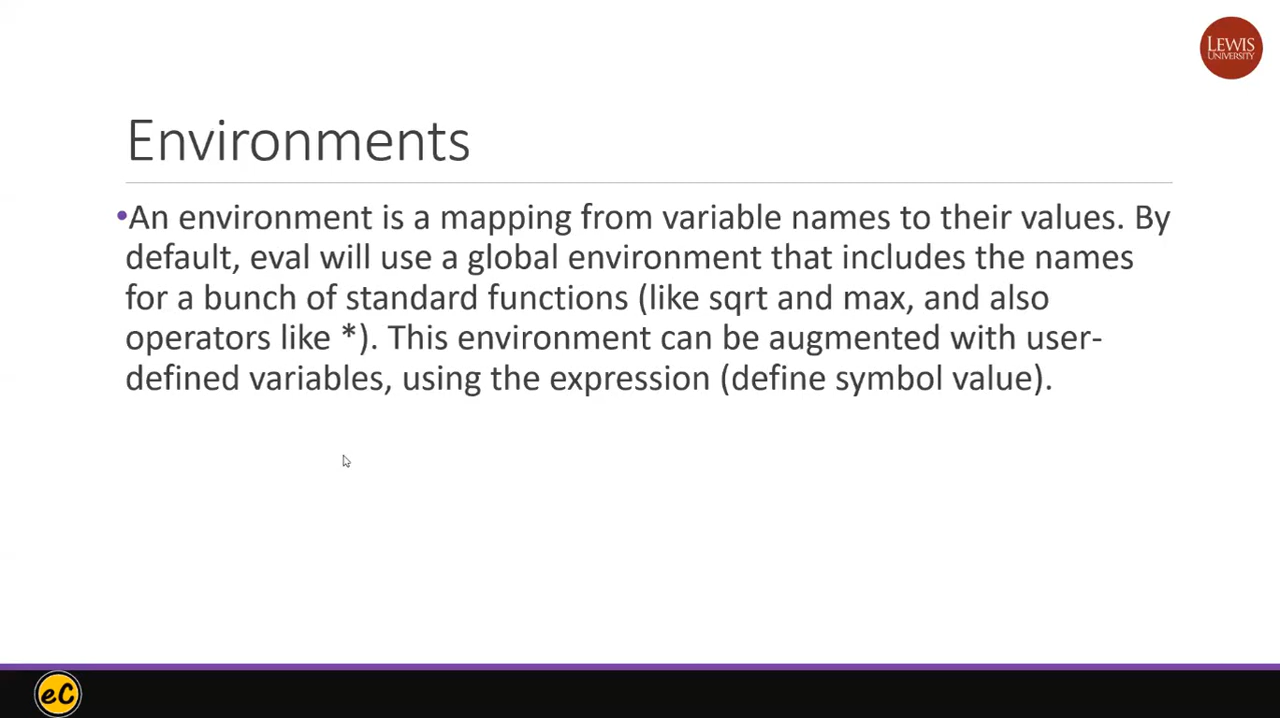 LEWIS
UNIVERSITY
Environments
•An environment is a mapping from variable names to their values. By
default, eval will use a global environment that includes the names
for a bunch of standard functions (like sqrt and max, and also
operators like *). This environment can be augmented with user-
defined variables, using the expression (define symbol value).
eC